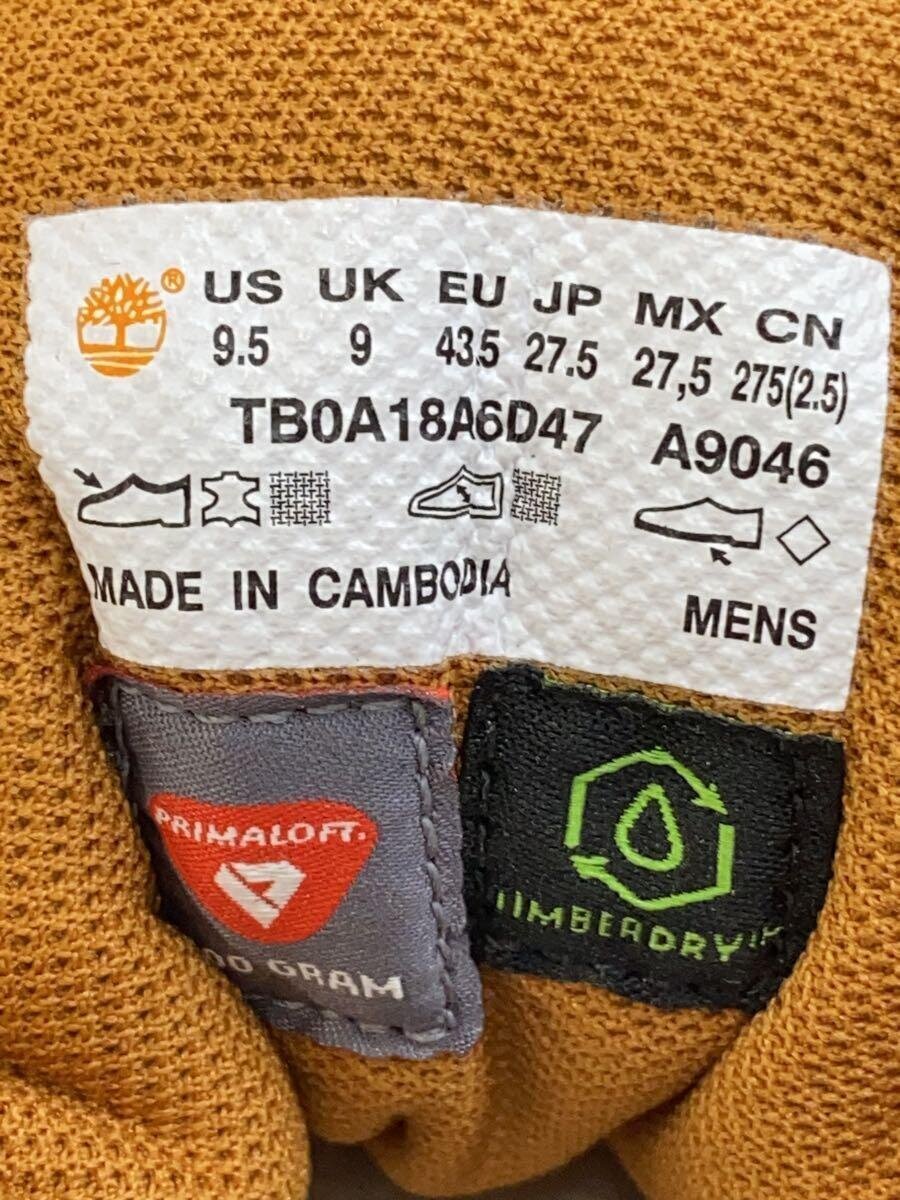 ® US UK EU JP MX CN
9.5 9 43.5 27.5 27,5 275(2.5)
TB0A18A6D47 A9046
MADE IN CAMBODIA
MENS
PRIMALOFT.
GRAM
TIMBERDRY™